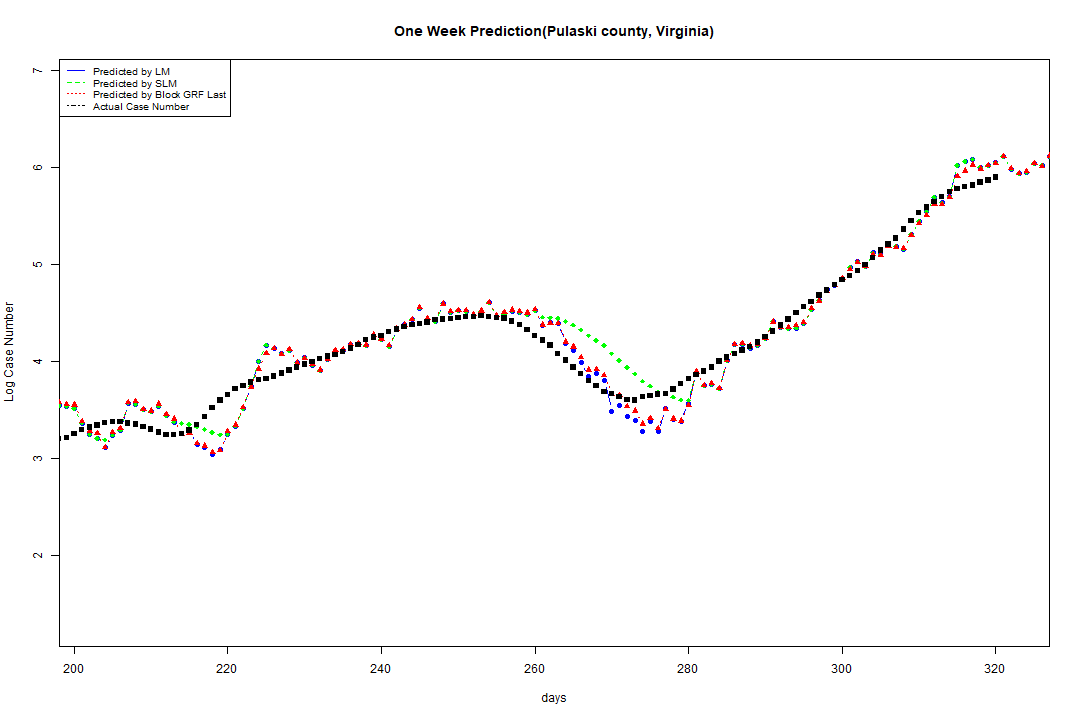 One Week Prediction(Pulaski county, Virginia)
Predicted by LM
Predicted by SLM
Predicted by Block GRF Last
Actual Case Number
7
6
5
4
3
2
Log Case Number
200 220 240 260 280 300 320
days